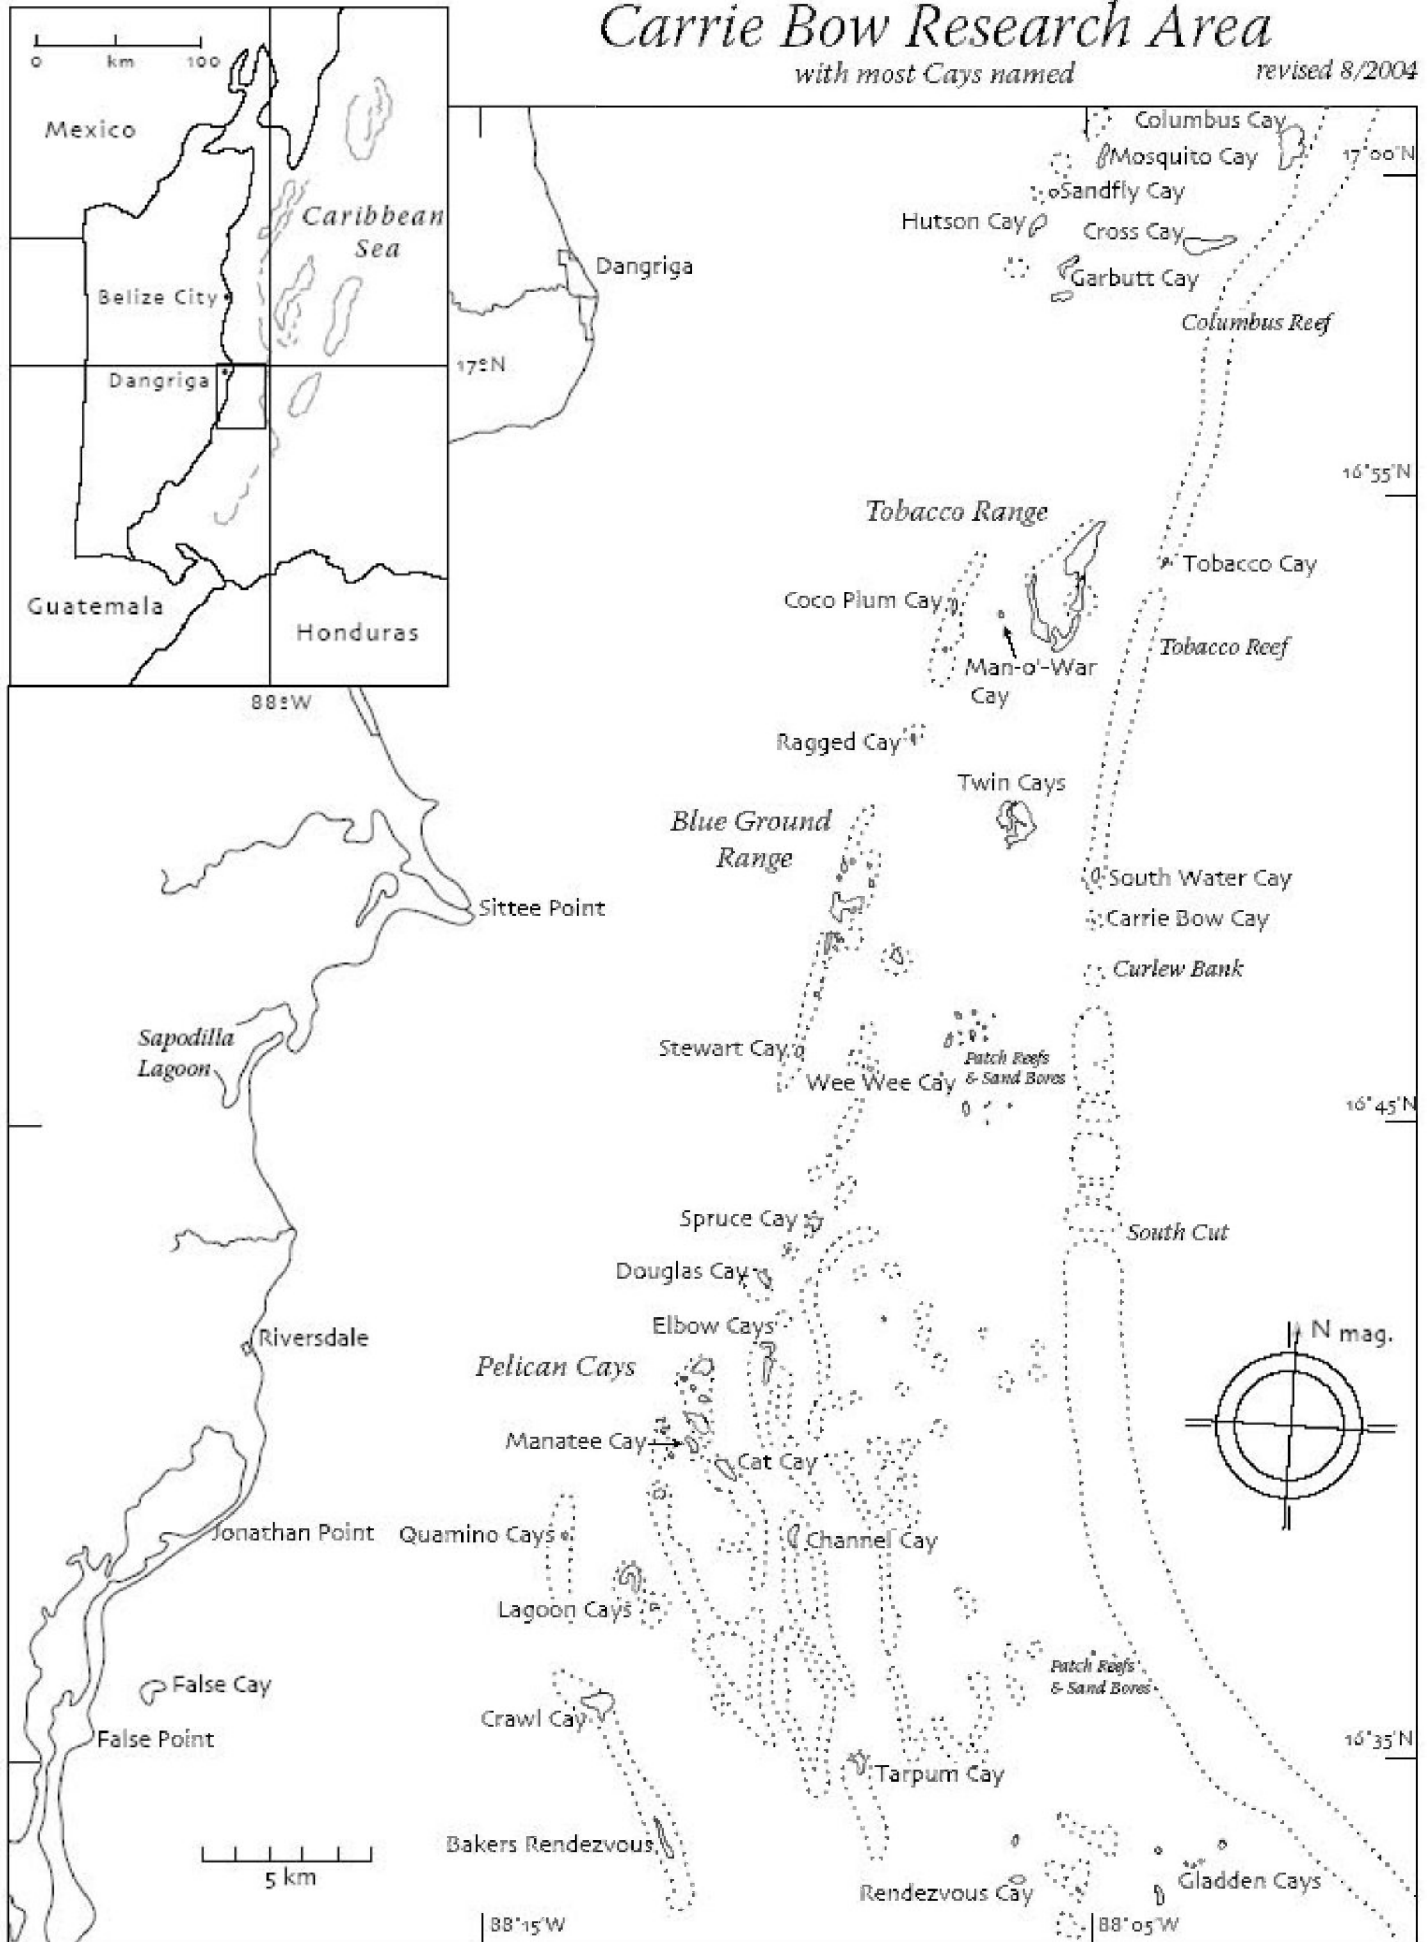 Carrie Bow Research Area
with most Cays named
revised 8/2004
0 km 100
Mexico
Caribbean
Sea
Belize City
Dangriga
Guatemala
Honduras
17°N
88°W
Columbus Cay
Mosquito Cay
17°00'N
Sandfly Cay
Hutson Cay
Cross Cay
Dangriga
Garbutt Cay
Columbus Reef
16°55'N
Tobacco Range
Tobacco Cay
Coco Plum Cay
Tobacco Reef
Man-o'-War
Cay
Ragged Cay
Twin Cays
Blue Ground
Range
South Water Cay
Sittee Point
Carrie Bow Cay
Curlew Bank
Sapodilla
Lagoon
Stewart Cay
Patch Reefs
& Sand Bores
Wee Wee Cay
16°45'N
Spruce Cay
South Cut
Douglas Cay
Elbow Cays
Riversdale
N mag.
Pelican Cays
Manatee Cay
Cat Cay
Jonathan Point
Quamino Cays
Channel Cay
Lagoon Cays
Patch Reefs
& Sand Bores
False Cay
Crawl Cay
False Point
16°35'N
Tarpum Cay
Bakers Rendezvous
5 km
Rendezvous Cay
Gladden Cays
88°15'W
88°05'W